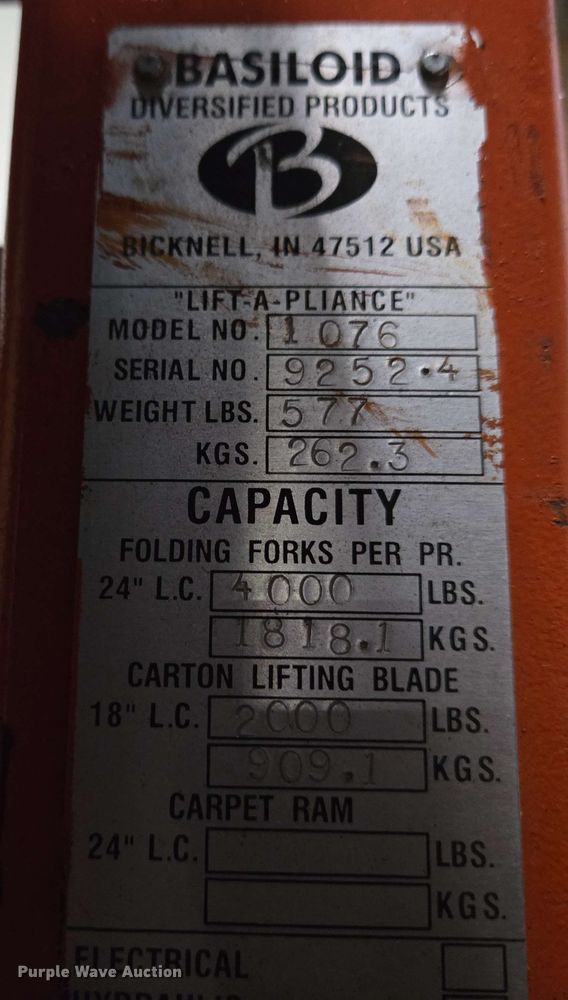 BASILOID
DIVERSIFIED PRODUCTS
B
BICKNELL, IN 47512 USA
"LIFT-A-PLIANCE"
MODEL NO. 1076
SERIAL NO. 9252.4
WEIGHT LBS. 577
KGS. 262.3
CAPACITY
FOLDING FORKS PER PR.
24" L.C. 4000 LBS.
1818.1 KGS.
CARTON LIFTING BLADE
18" L.C. 2000 LBS.
909.1 KGS.
CARPET RAM
24" L.C. LBS.
KGS.
ELECTRICAL
HYDRAULIC
Purple Wave Auction